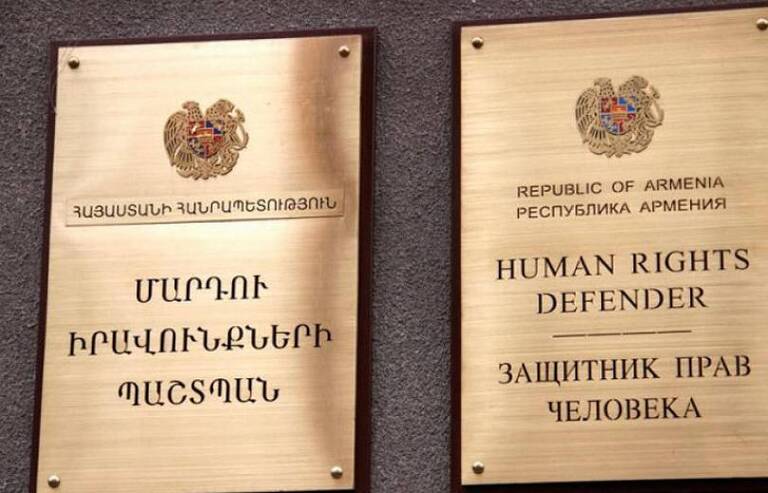 ՀԱՅԱՍՏԱՆԻ ՀԱՆՐԱՊԵՏՈՒԹՅՈՒՆ
ՄԱՐԴՈՒ
ԻՐԱՎՈՒՆՔՆԵՐԻ
ՊԱՇՏՊԱՆ
REPUBLIC OF ARMENIA
РЕСПУБЛИКА АРМЕНИЯ
HUMAN RIGHTS
DEFENDER
ЗАЩИТНИК ПРАВ
ЧЕЛОВЕКА